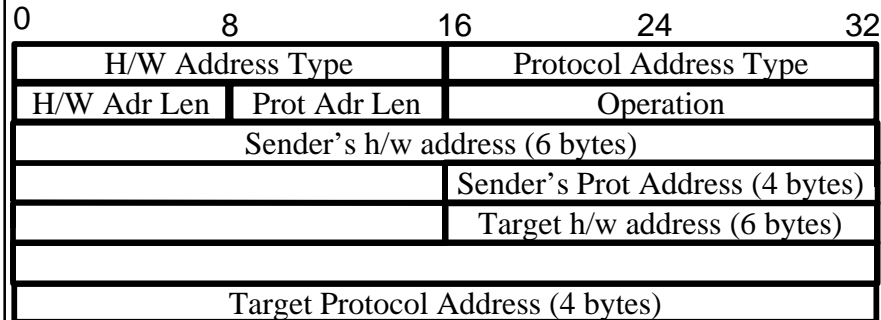 0 8 16 24 32
H/W Address Type Protocol Address Type
H/W Adr Len Prot Adr Len Operation
Sender’s h/w address (6 bytes)
Sender’s Prot Address (4 bytes)
Target h/w address (6 bytes)
Target Protocol Address (4 bytes)